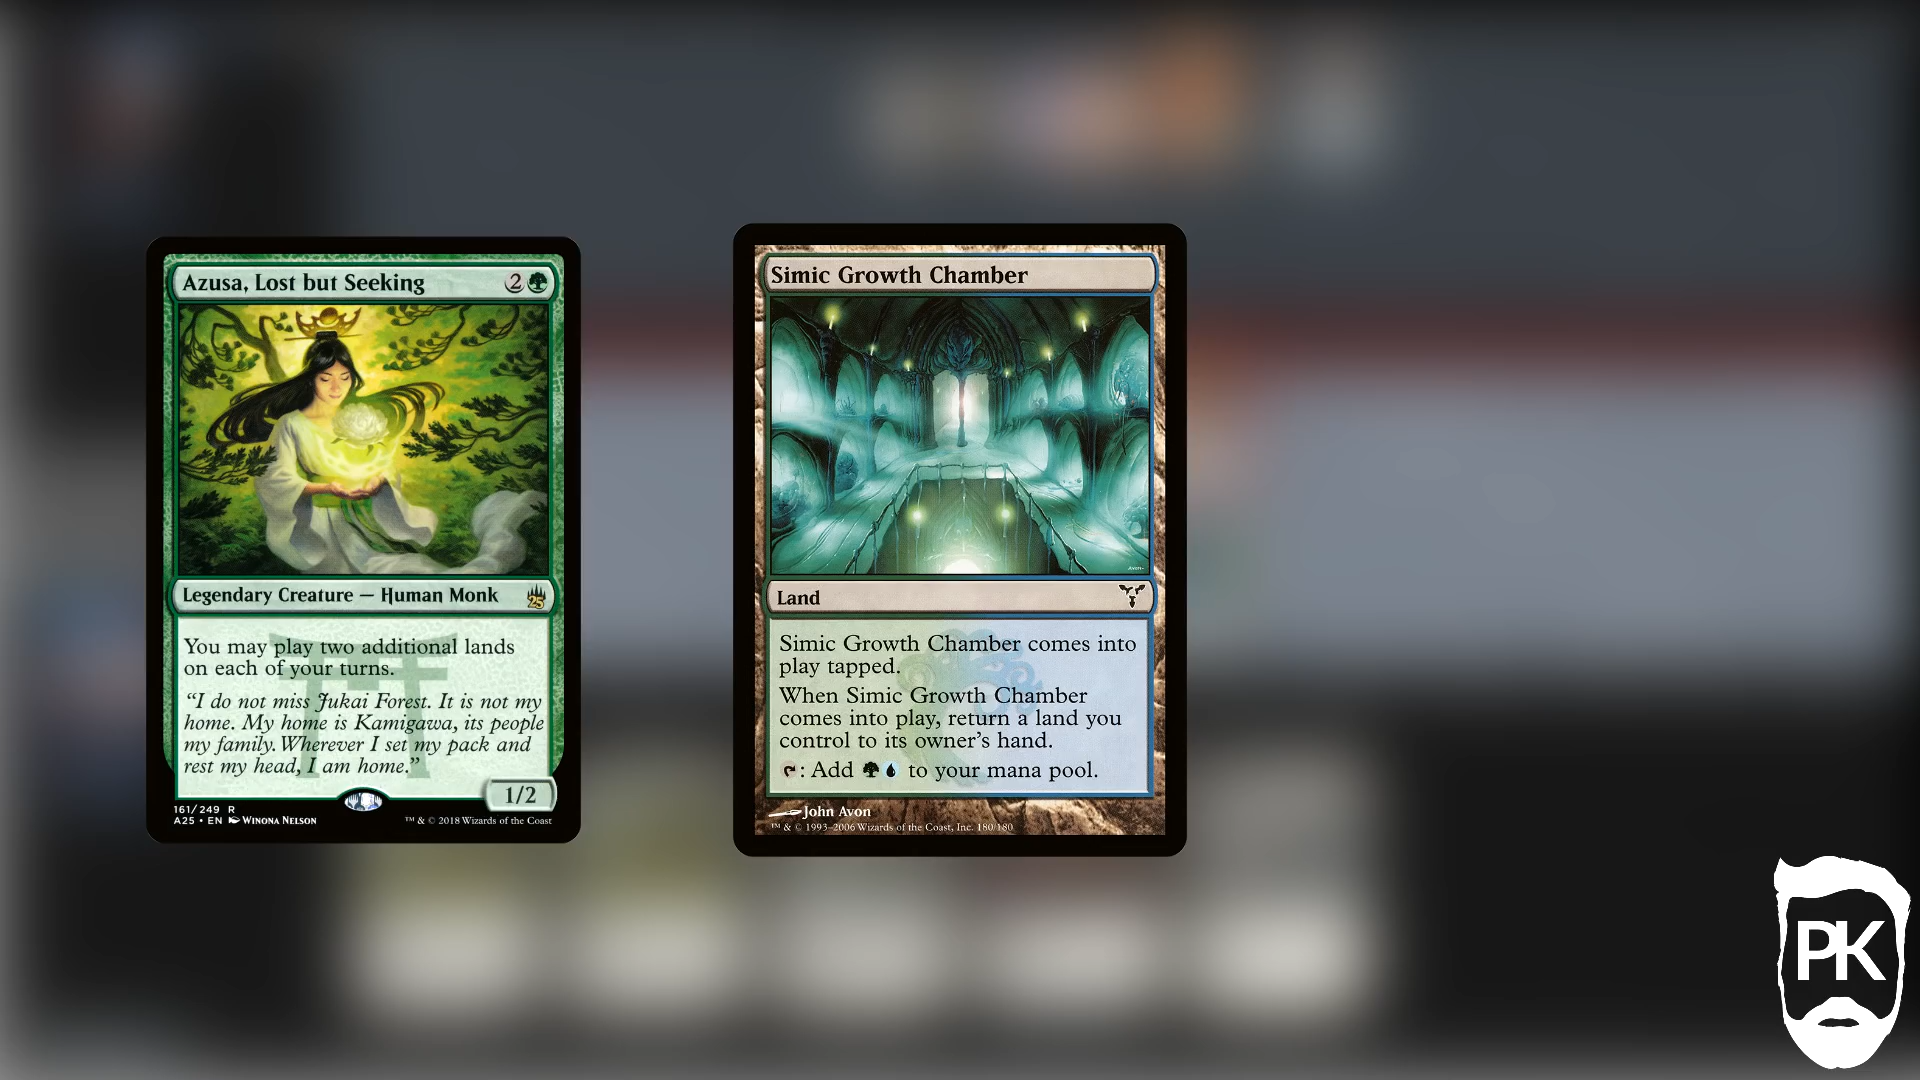 Azusa, Lost but Seeking
2
Legendary Creature — Human Monk
25
You may play two additional lands
on each of your turns.
“I do not miss Jukai Forest. It is not my
home. My home is Kamigawa, its people
my family. Wherever I set my pack and
rest my head, I am home.”
1/2
161/249 R
A25 • EN Winona Nelson
™ & © 2018 Wizards of the Coast
Simic Growth Chamber
Avon
Land
Simic Growth Chamber comes into
play tapped.
When Simic Growth Chamber
comes into play, return a land you
control to its owner’s hand.
: Add to your mana pool.
John Avon
™ & © 1993–2006 Wizards of the Coast, Inc. 180/180
PK